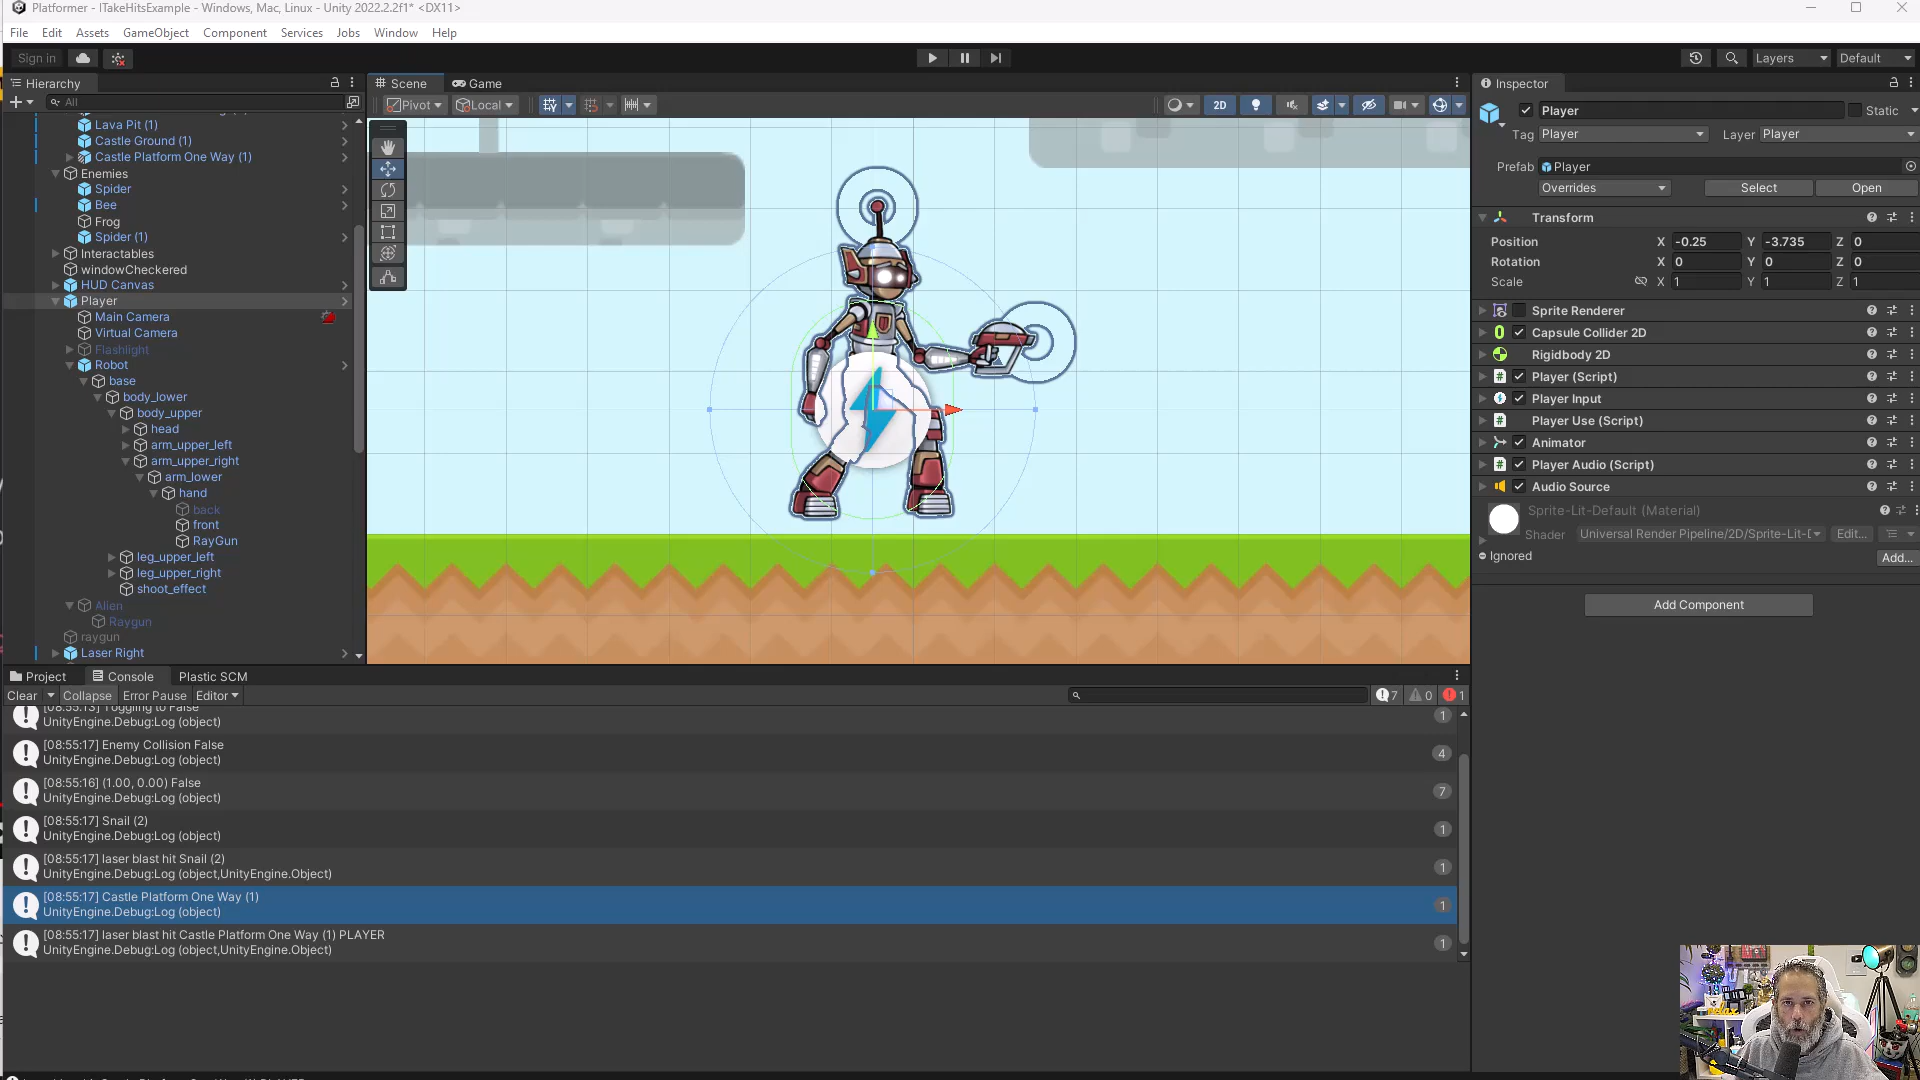 Platformer - ITakeHitsExample - Windows, Mac, Linux - Unity 2022.2.2f1* <DX11>
File Edit Assets GameObject Component Services Jobs Window Help
Sign in
Layers
Default
Hierarchy
All
Lava Pit (1)
Castle Ground (1)
Castle Platform One Way (1)
Enemies
Spider
Bee
Frog
Spider (1)
Interactables
windowCheckered
HUD Canvas
Player
Main Camera
Virtual Camera
Flashlight
Robot
base
body_lower
body_upper
head
arm_upper_left
arm_upper_right
arm_lower
hand
back
front
RayGun
leg_upper_left
leg_upper_right
shoot_effect
Alien
Raygun
raygun
Laser Right
Scene
Game
Pivot
Local
2D
Inspector
Player
Static
Tag Player
Layer Player
Prefab Player
Overrides
Select
Open
Transform
Position X -0.25 Y -3.735 Z 0
Rotation X 0 Y 0 Z 0
Scale X 1 Y 1 Z 1
Sprite Renderer
Capsule Collider 2D
Rigidbody 2D
Player (Script)
Player Input
Player Use (Script)
Animator
Player Audio (Script)
Audio Source
Sprite-Lit-Default (Material)
Shader Universal Render Pipeline/2D/Sprite-Lit-D
Edit...
Ignored
Add...
Add Component
Project
Console
Plastic SCM
Clear
Collapse
Error Pause
Editor
7
0
1
[08:55:13] Toggling to False
UnityEngine.Debug:Log (object)
1
[08:55:17] Enemy Collision False
UnityEngine.Debug:Log (object)
4
[08:55:16] (1.00, 0.00) False
UnityEngine.Debug:Log (object)
7
[08:55:17] Snail (2)
UnityEngine.Debug:Log (object)
1
[08:55:17] laser blast hit Snail (2)
UnityEngine.Debug:Log (object,UnityEngine.Object)
1
[08:55:17] Castle Platform One Way (1)
UnityEngine.Debug:Log (object)
1
[08:55:17] laser blast hit Castle Platform One Way (1) PLAYER
UnityEngine.Debug:Log (object,UnityEngine.Object)
1